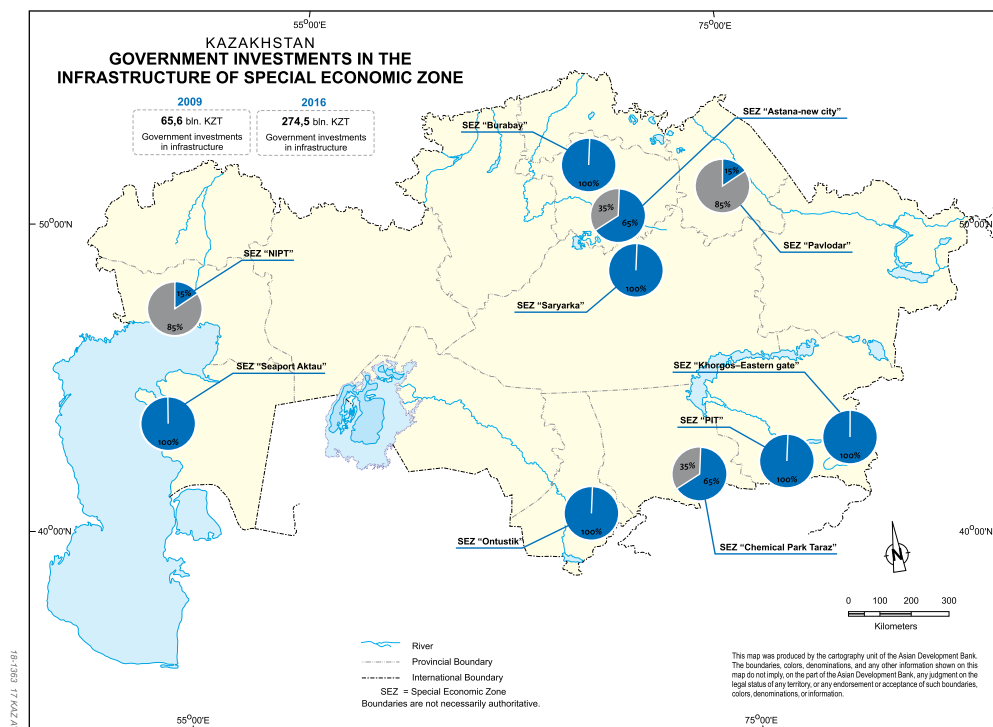 55°00'E
75°00'E
KAZAKHSTAN
GOVERNMENT INVESTMENTS IN THE
INFRASTRUCTURE OF SPECIAL ECONOMIC ZONE
2009
65,6 bln. KZT
Government investments
in infrastructure
2016
274,5 bln. KZT
Government investments
in infrastructure
SEZ “Burabay”
100%
SEZ “Astana-new city”
35%
65%
15%
85%
SEZ “Pavlodar”
50°00'N
50°00'N
SEZ “NIPT”
15%
85%
SEZ “Saryarka”
100%
SEZ “Seaport Aktau”
100%
SEZ “Khorgos–Eastern gate”
100%
SEZ “PIT”
100%
35%
65%
SEZ “Chemical Park Taraz”
SEZ “Ontustik”
100%
40°00'N
40°00'N
N
0 100 200 300
Kilometers
River
Provincial Boundary
International Boundary
SEZ = Special Economic Zone
Boundaries are not necessarily authoritative.
This map was produced by the cartography unit of the Asian Development Bank.
The boundaries, colors, denominations, and any other information shown on this
map do not imply, on the part of the Asian Development Bank, any judgment on the
legal status of any territory, or any endorsement or acceptance of such boundaries,
colors, denominations, or information.
18-1363 17 KAZ A
55°00'E
75°00'E